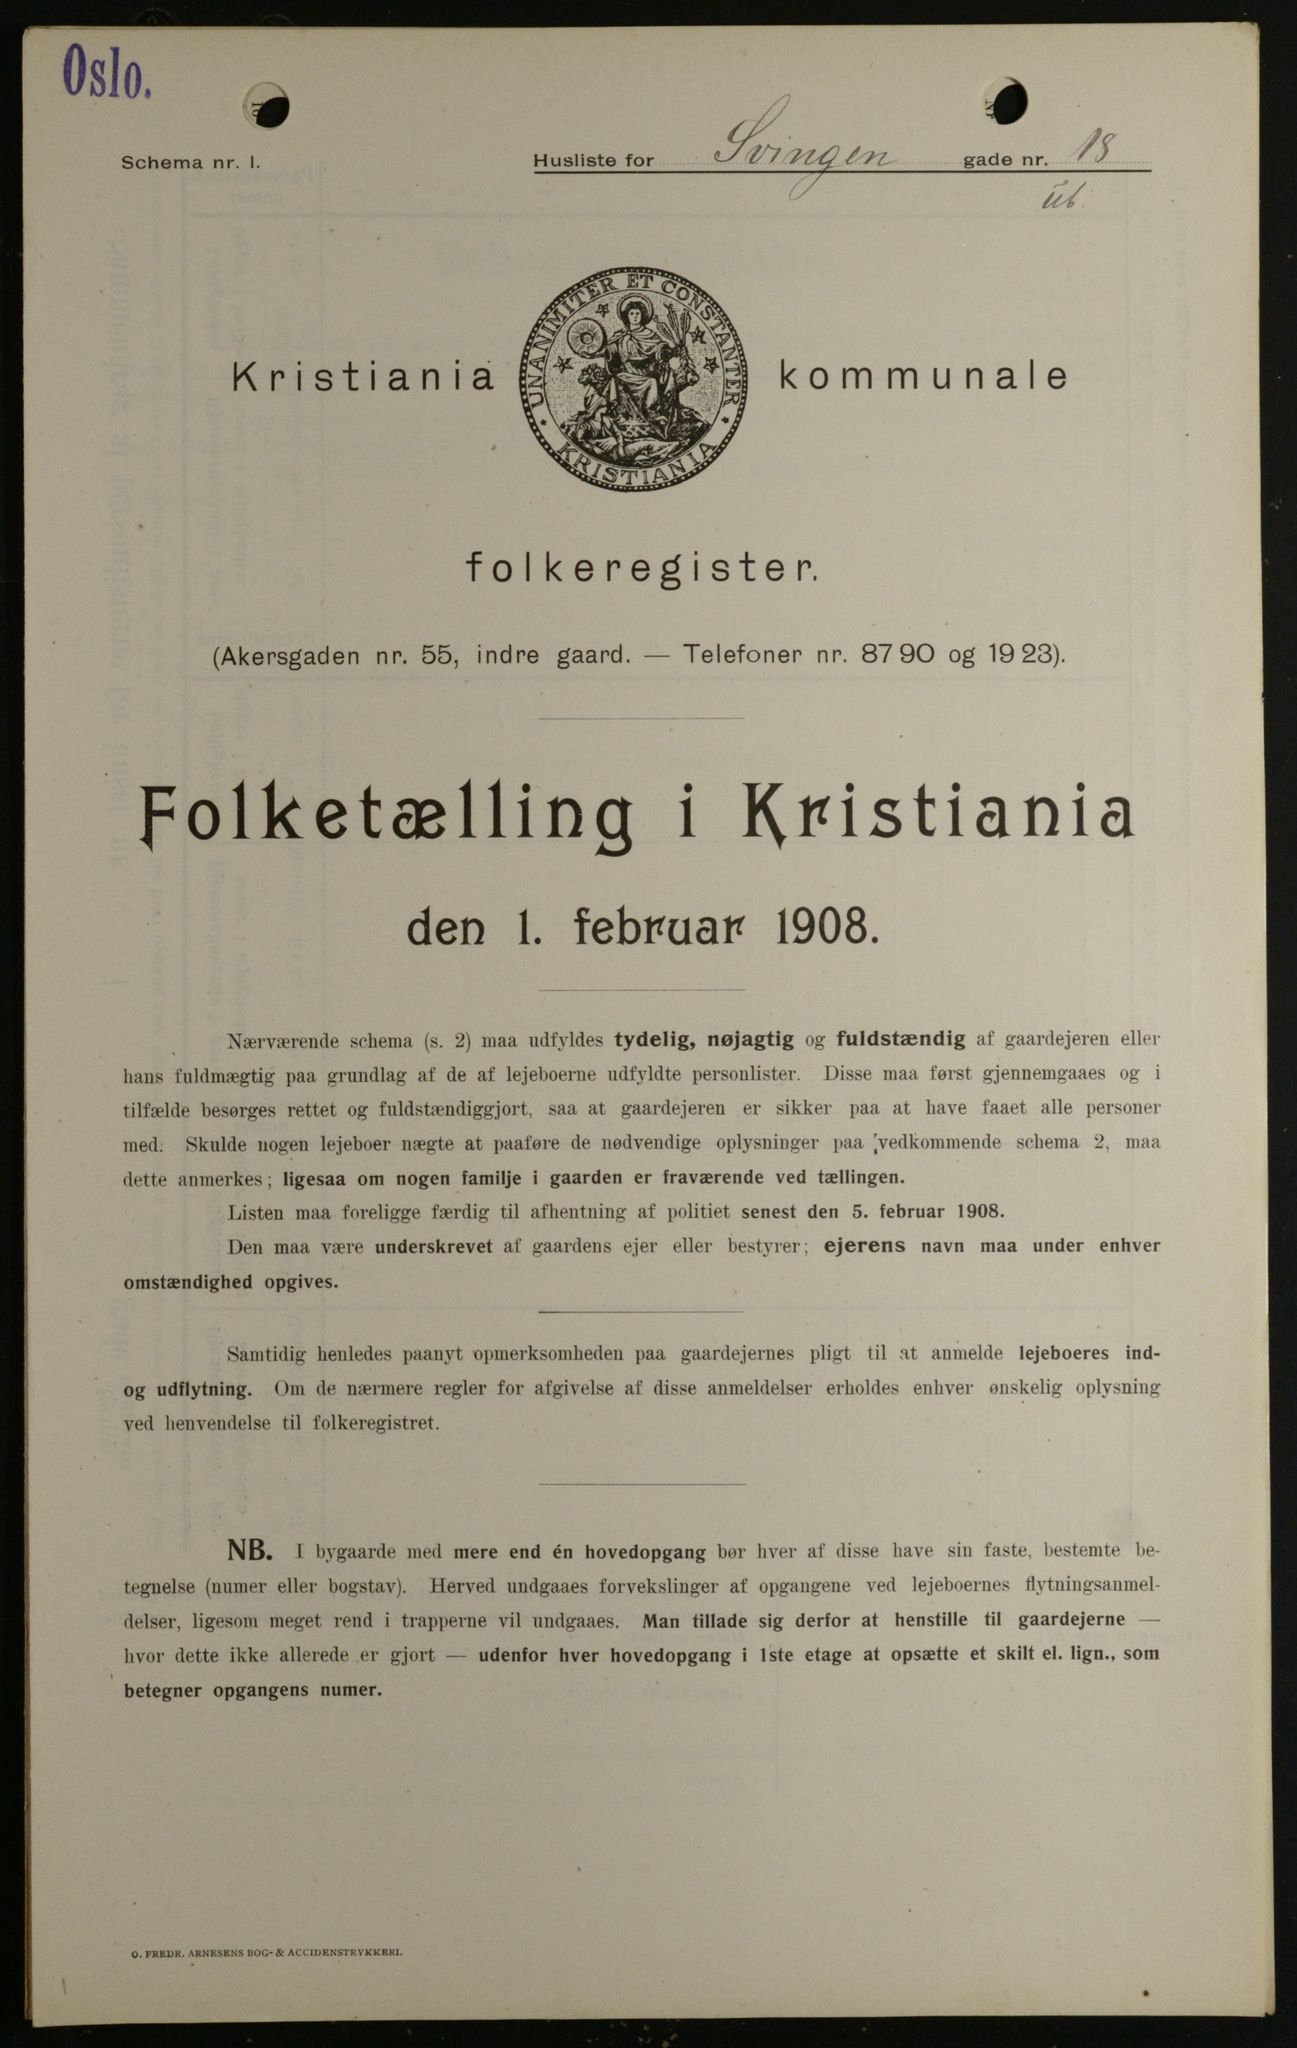 Oslo.
Schema nr. 1.
Husliste for Svingen gade nr. 18
ub.
UNANIMITER ET CONSTANTER
KRISTIANIA
Kristiania kommunale
folkeregister.
(Akersgaden nr. 55, indre gaard. — Telefoner nr. 87 90 og 19 23).
Folketælling i Kristiania
den 1. februar 1908.
Nærværende schema (s. 2) maa udfyldes tydelig, nøjagtig og fuldstændig af gaardejeren eller
hans fuldmægtig paa grundlag af de af lejeboerne udfyldte personlister. Disse maa først gjennemgaaes og i
tilfælde besørges rettet og fuldstændiggjort, saa at gaardejeren er sikker paa at have faaet alle personer
med. Skulde nogen lejeboer nægte at paaføre de nødvendige oplysninger paa vedkommende schema 2, maa
dette anmerkes; ligesaa om nogen familje i gaarden er fraværende ved tællingen.
Listen maa foreligge færdig til afhentning af politiet senest den 5. februar 1908.
Den maa være underskrevet af gaardens ejer eller bestyrer; ejerens navn maa under enhver
omstændighed opgives.
Samtidig henledes paanyt opmerksomheden paa gaardejernes pligt til at anmelde lejeboeres ind-
og udflytning. Om de nærmere regler for afgivelse af disse anmeldelser erholdes enhver ønskelig oplysning
ved henvendelse til folkeregistret.
NB. I bygaarde med mere end én hovedopgang bør hver af disse have sin faste, bestemte be-
tegnelse (numer eller bogstav). Herved undgaaes forvekslinger af opgangene ved lejeboernes flytningsanmel-
delser, ligesom meget rend i trapperne vil undgaaes. Man tillade sig derfor at henstille til gaardejerne —
hvor dette ikke allerede er gjort — udenfor hver hovedopgang i 1ste etage at opsætte et skilt el. lign., som
betegner opgangens numer.
O. FREDR. ARNESENS BOG- & ACCIDENSTRYKKERI.